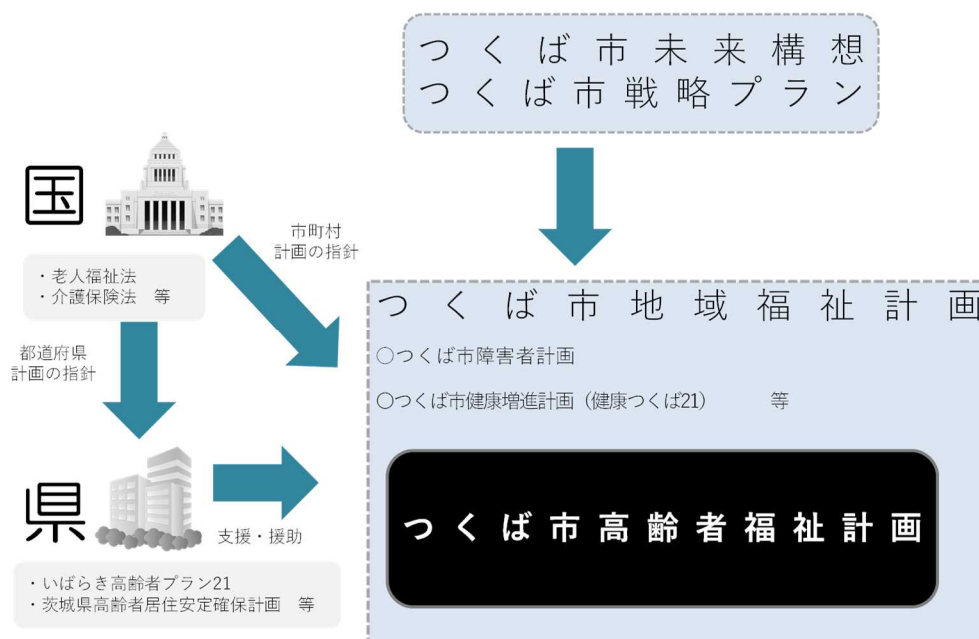 つくば市未来構想
つくば市戦略プラン
国
・老人福祉法
・介護保険法　等
市町村
計画の指針
都道府県
計画の指針
県
支援・援助
・いばらき高齢者プラン21
・茨城県高齢者居住安定確保計画　等
つくば市地域福祉計画
○つくば市障害者計画
○つくば市健康増進計画（健康つくば21）　等
つくば市高齢者福祉計画